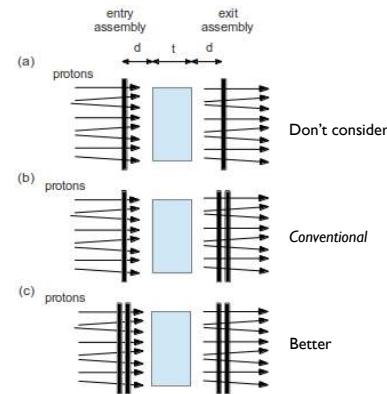 entry assembly
exit assembly
d t d
(a)
protons
Don't consider
(b)
protons
Conventional
(c)
protons
Better